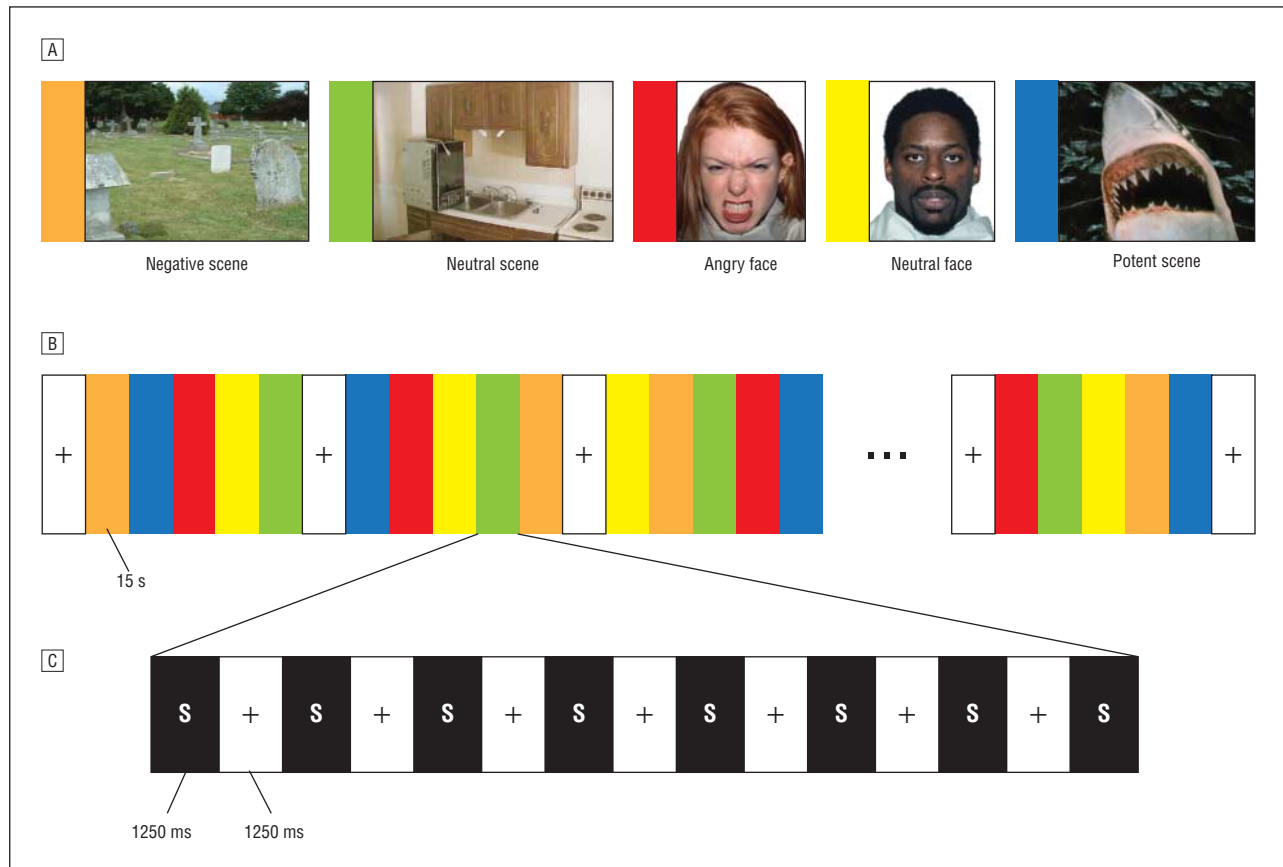 A
Negative scene
Neutral scene
Angry face
Neutral face
Potent scene
B
+ + + ... + +
15 s
C
S + S + S + S + S + S + S + S
1250 ms
1250 ms